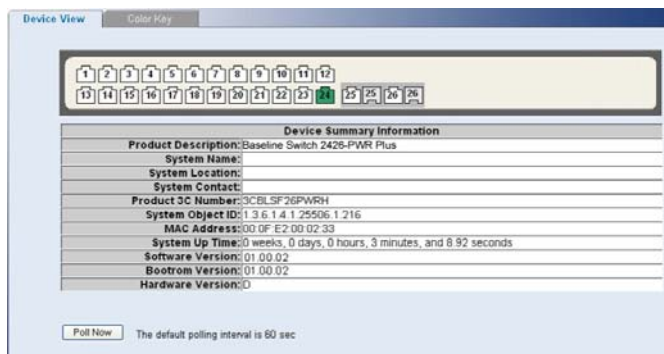 Device View Color Key
1 2 3 4 5 6 7 8 9 10 11 12
13 14 15 16 17 18 19 20 21 22 23 24 25 25 26 26
Device Summary Information
Product Description: Baseline Switch 2426-PWR Plus
System Name:
System Location:
System Contact:
Product 3C Number: 3CBLSF26PWRH
System Object ID: 1.3.6.1.4.1.25506.1.216
MAC Address: 00:0F:E2:00:02:33
System Up Time: 0 weeks, 0 days, 0 hours, 3 minutes, and 8.92 seconds
Software Version: 01.00.02
Bootrom Version: 01.00.02
Hardware Version: D
Poll Now The default polling interval is 60 sec